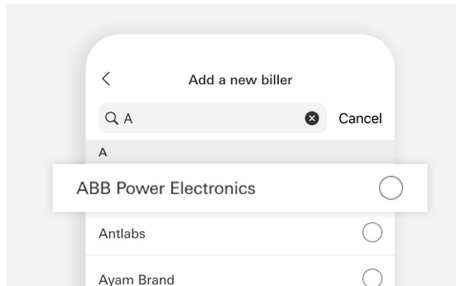 Add a new biller
A Cancel
A
ABB Power Electronics
Antlabs
Ayam Brand